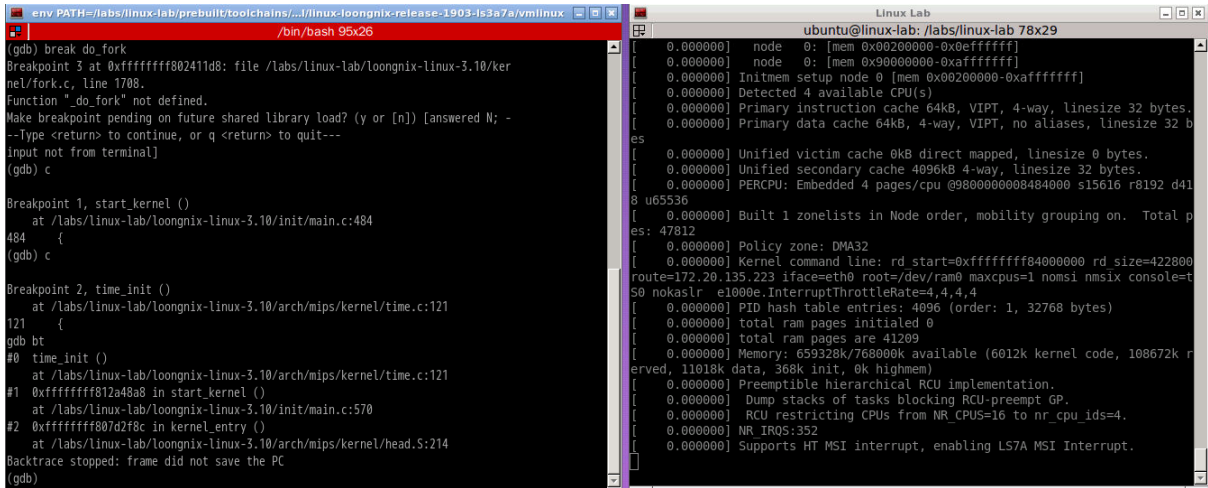 env PATH=/labs/linux-lab/prebuilt/toolchains/...l/linux-loongnix-release-1903-ls3a7a/vmlinux
/bin/bash 95x26
(gdb) break do_fork
Breakpoint 3 at 0xffffffff802411d8: file /labs/linux-lab/loongnix-linux-3.10/ker
nel/fork.c, line 1708.
Function "_do_fork" not defined.
Make breakpoint pending on future shared library load? (y or [n]) [answered N; -
--Type <return> to continue, or q <return> to quit---
input not from terminal]
(gdb) c
Breakpoint 1, start_kernel ()
at /labs/linux-lab/loongnix-linux-3.10/init/main.c:484
484 {
(gdb) c
Breakpoint 2, time_init ()
at /labs/linux-lab/loongnix-linux-3.10/arch/mips/kernel/time.c:121
121 {
gdb bt
#0 time_init ()
at /labs/linux-lab/loongnix-linux-3.10/arch/mips/kernel/time.c:121
#1 0xffffffff812a48a8 in start_kernel ()
at /labs/linux-lab/loongnix-linux-3.10/init/main.c:570
#2 0xffffffff807d2f8c in kernel_entry ()
at /labs/linux-lab/loongnix-linux-3.10/arch/mips/kernel/head.S:214
Backtrace stopped: frame did not save the PC
(gdb)
Linux Lab
ubuntu@linux-lab: /labs/linux-lab 78x29
[ 0.000000] node 0: [mem 0x00200000-0x0effffff]
[ 0.000000] node 0: [mem 0x90000000-0xafffffff]
[ 0.000000] Initmem setup node 0 [mem 0x00200000-0xafffffff]
[ 0.000000] Detected 4 available CPU(s)
[ 0.000000] Primary instruction cache 64kB, VIPT, 4-way, linesize 32 bytes.
[ 0.000000] Primary data cache 64kB, 4-way, VIPT, no aliases, linesize 32 b
es
[ 0.000000] Unified victim cache 0kB direct mapped, linesize 0 bytes.
[ 0.000000] Unified secondary cache 4096kB 4-way, linesize 32 bytes.
[ 0.000000] PERCPU: Embedded 4 pages/cpu @9800000008484000 s15616 r8192 d41
8 u65536
[ 0.000000] Built 1 zonelists in Node order, mobility grouping on. Total p
es: 47812
[ 0.000000] Policy zone: DMA32
[ 0.000000] Kernel command line: rd_start=0xffffffff84000000 rd_size=422800
route=172.20.135.223 iface=eth0 root=/dev/ram0 maxcpus=1 nomsi nmsix console=t
S0 nokaslr e1000e.InterruptThrottleRate=4,4,4,4
[ 0.000000] PID hash table entries: 4096 (order: 1, 32768 bytes)
[ 0.000000] total ram pages initialed 0
[ 0.000000] total ram pages are 41209
[ 0.000000] Memory: 659328k/768000k available (6012k kernel code, 108672k r
erved, 11018k data, 368k init, 0k highmem)
[ 0.000000] Preemptible hierarchical RCU implementation.
[ 0.000000] Dump stacks of tasks blocking RCU-preempt GP.
[ 0.000000] RCU restricting CPUs from NR_CPUS=16 to nr_cpu_ids=4.
[ 0.000000] NR_IRQS:352
[ 0.000000] Supports HT MSI interrupt, enabling LS7A MSI Interrupt.